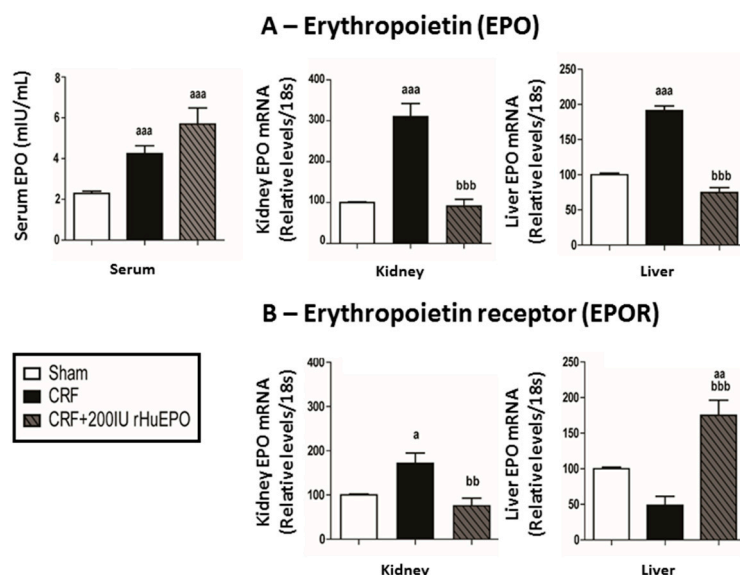 A – Erythropoietin (EPO)
Serum EPO (mIU/mL)
8
6
4
2
0
aaa
aaa
Serum
Kidney EPO mRNA
(Relative levels/18s)
400
300
200
100
0
aaa
bbb
Kidney
Liver EPO mRNA
(Relative levels/18s)
250
200
150
100
50
0
aaa
bbb
Liver
B – Erythropoietin receptor (EPOR)
Sham
CRF
CRF+200IU rHuEPO
Kidney EPO mRNA
(Relative levels/18s)
400
300
200
100
0
a
bb
Kidney
Liver EPO mRNA
(Relative levels/18s)
250
200
150
100
50
0
aa
bbb
Liver